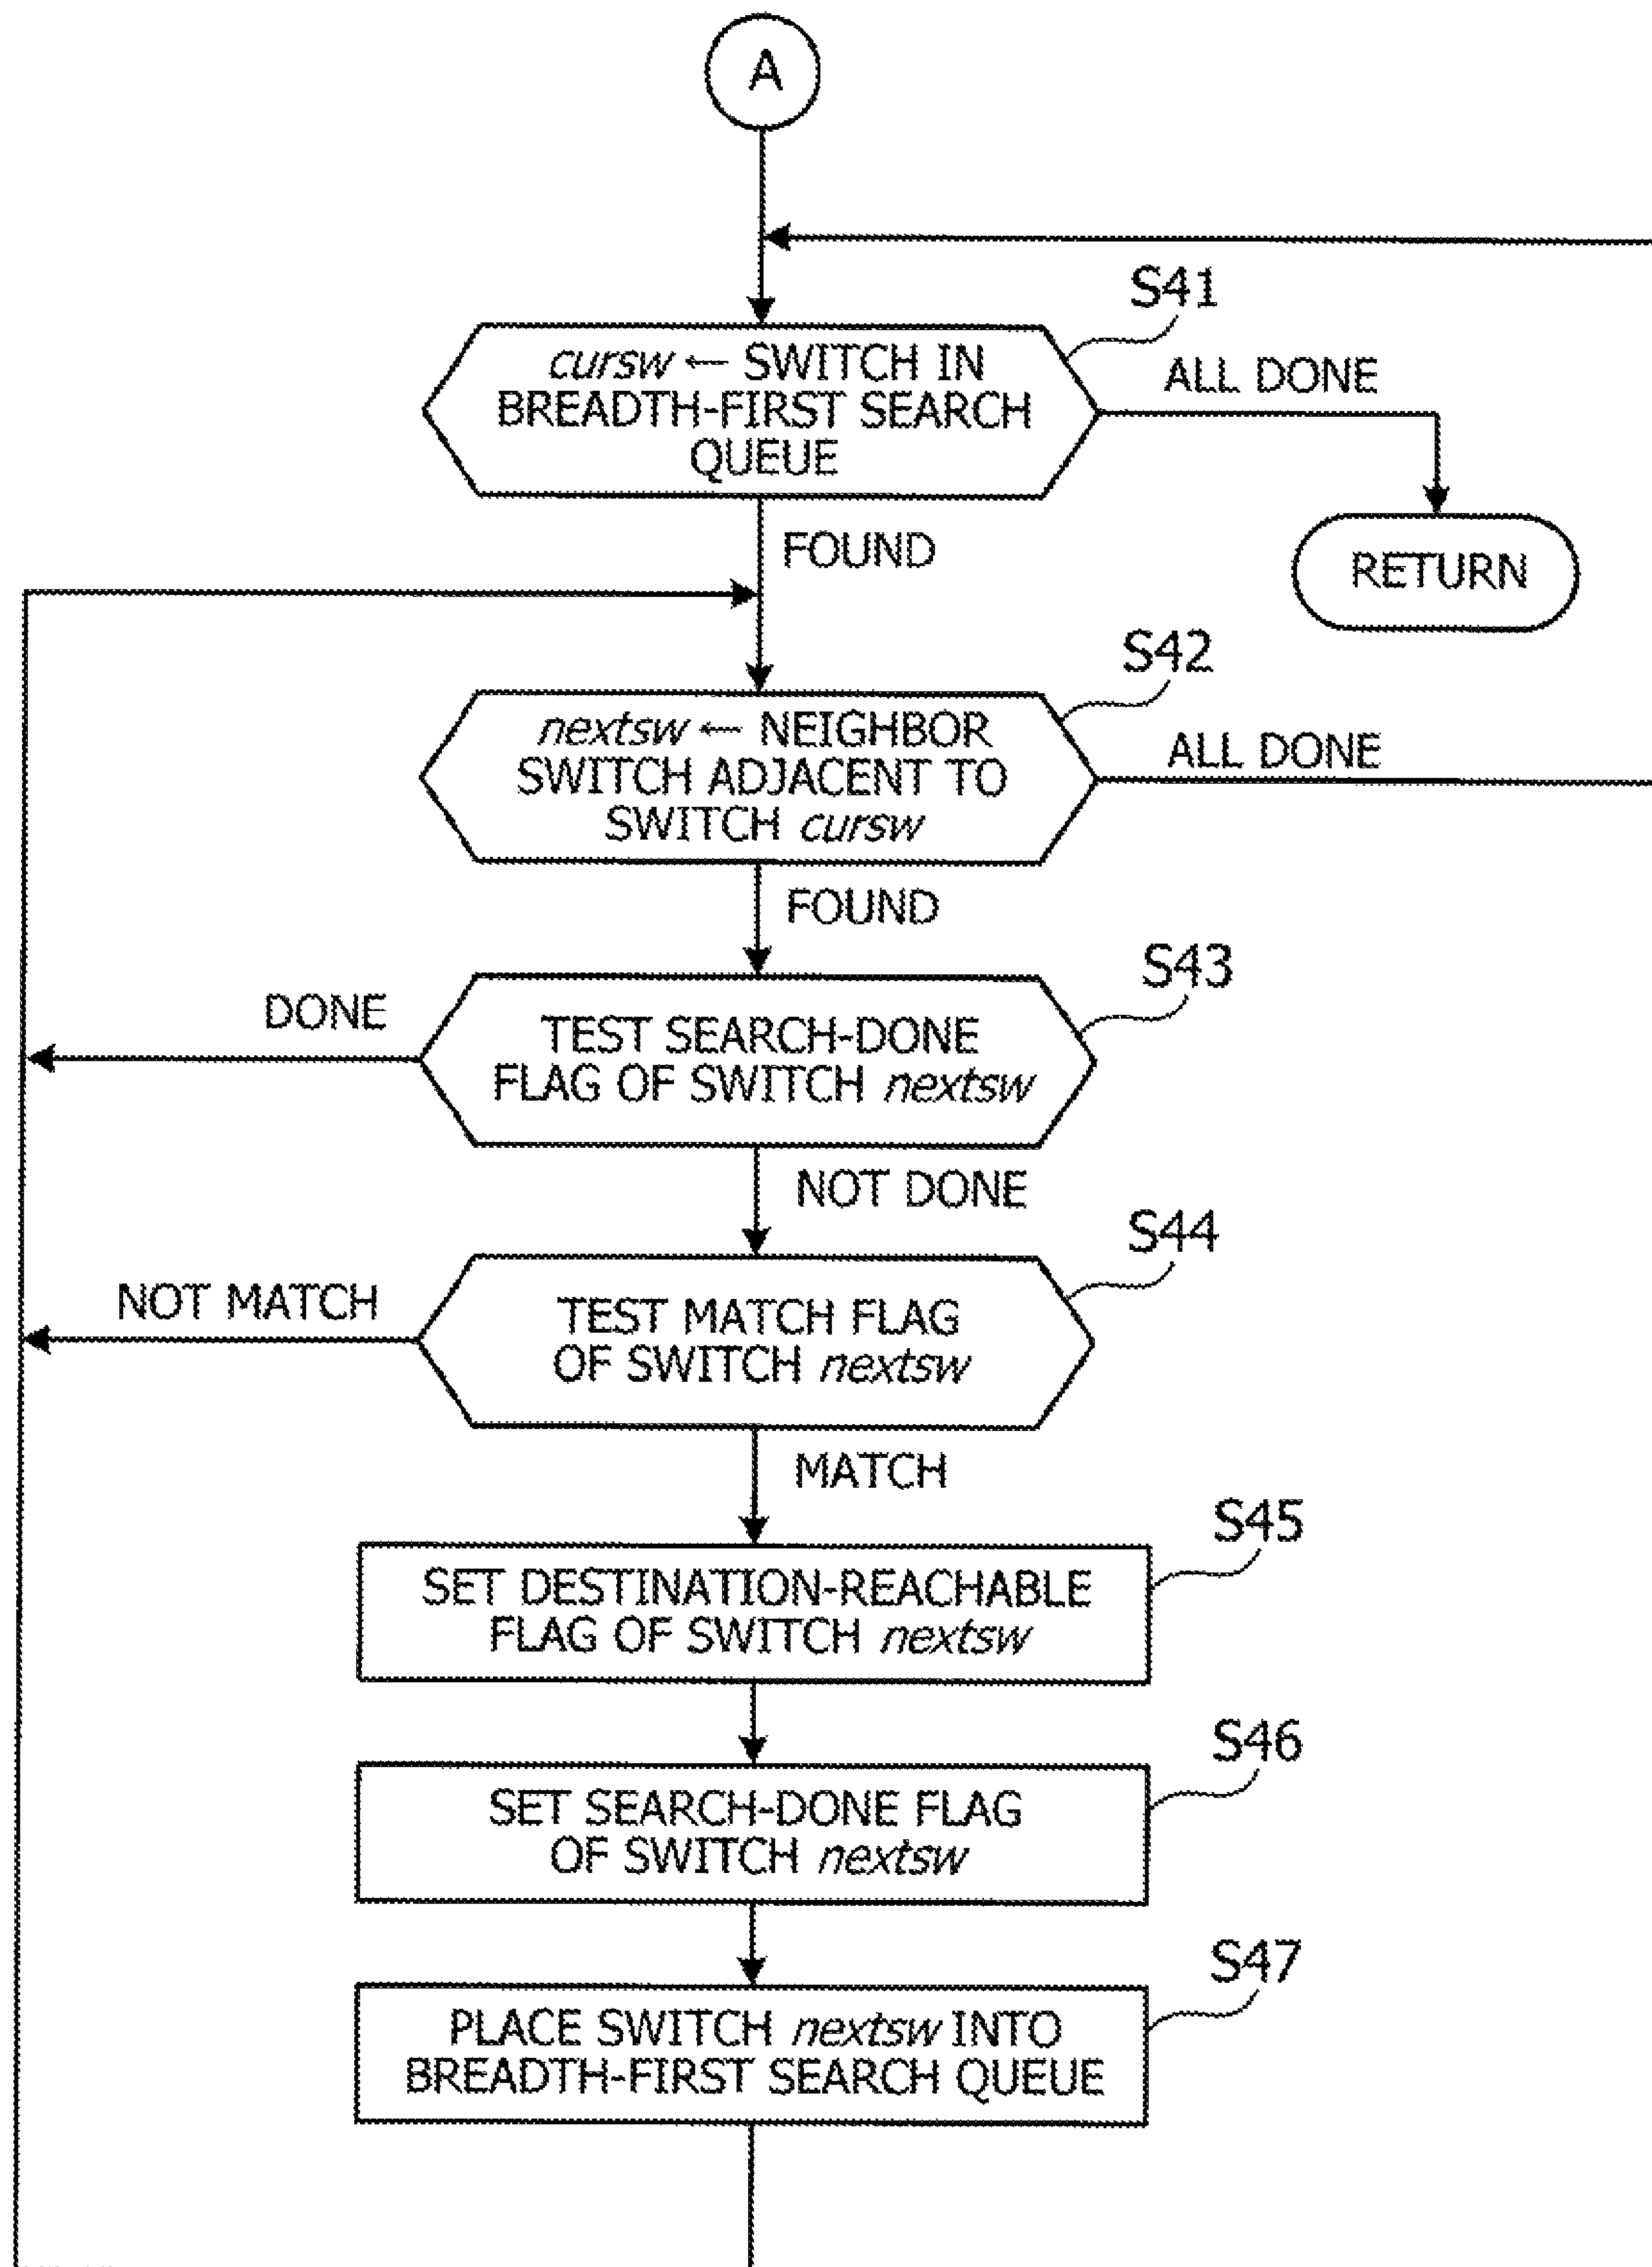 A
S41
cursw ← SWITCH IN
BREADTH-FIRST SEARCH
QUEUE
ALL DONE
FOUND
RETURN
S42
nextsw ← NEIGHBOR
SWITCH ADJACENT TO
SWITCH cursw
ALL DONE
FOUND
S43
DONE
TEST SEARCH-DONE
FLAG OF SWITCH nextsw
NOT DONE
S44
NOT MATCH
TEST MATCH FLAG
OF SWITCH nextsw
MATCH
S45
SET DESTINATION-REACHABLE
FLAG OF SWITCH nextsw
S46
SET SEARCH-DONE FLAG
OF SWITCH nextsw
S47
PLACE SWITCH nextsw INTO
BREADTH-FIRST SEARCH QUEUE